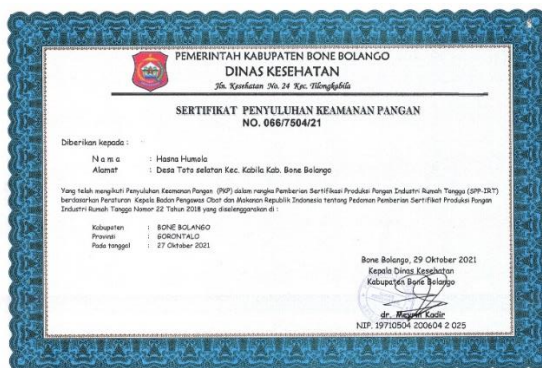 PEMERINTAH KABUPATEN BONE BOLANGO
DINAS KESEHATAN
Jln. Kesehatan No. 24 Kec. Tilongkabila
SERTIFIKAT PENYULUHAN KEAMANAN PANGAN
NO. 066/7504/21
Diberikan kepada :
N a m a : Hasna Humola
Alamat : Desa Toto selatan Kec. Kabila Kab. Bone Bolango
Yang telah mengikuti Penyuluhan Keamanan Pangan (PKP) dalam rangka Pemberian Sertifikasi Produksi Pangan Industri Rumah Tangga (SPP-IRT)
berdasarkan Peraturan Kepala Badan Pengawas Obat dan Makanan Republik Indonesia tentang Pedoman Pemberian Sertifikat Produksi Pangan
Industri Rumah Tangga Nomor 22 Tahun 2018 yang diselenggarakan di :
Kabupaten : BONE BOLANGO
Provinsi : GORONTALO
Pada tanggal : 27 Oktober 2021
Bone Bolango, 29 Oktober 2021
Kepala Dinas Kesehatan
Kabupaten Bone Bolango
dr. Meyrin Kadir
NIP. 19710504 200604 2 025